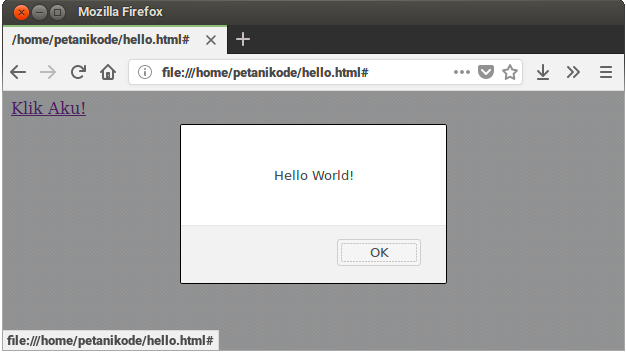 Mozilla Firefox
/home/petanikode/hello.html#
file:///home/petanikode/hello.html#
Klik Aku!
Hello World!
OK
file:///home/petanikode/hello.html#